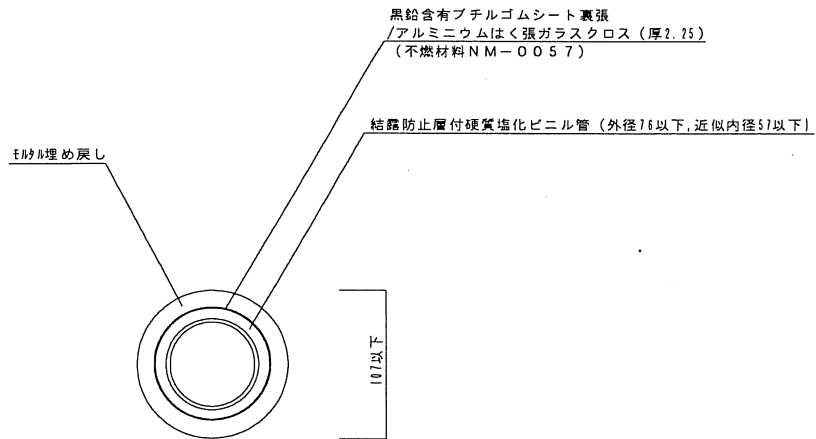 黒鉛含有ブチルゴムシート裏張
/アルミニウムはく張ガラスクロス（厚2.25）
（不燃材料NM－0057）
結露防止層付硬質塩化ビニル管（外径76以下,近似内径57以下）
ﾓﾙﾀﾙ埋め戻し
107以下